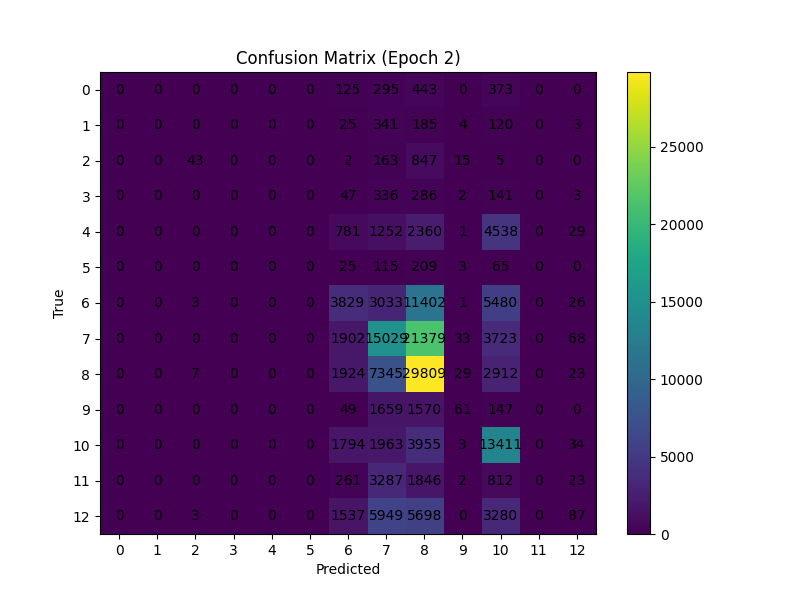 Confusion Matrix (Epoch 2)
0 0 0 0 0 0 0 125 295 443 0 373 0 0
1 0 0 0 0 0 0 25 341 185 4 120 0 3
2 0 0 43 0 0 0 2 163 847 15 5 0 0
3 0 0 0 0 0 0 47 336 286 2 141 0 3
4 0 0 0 0 0 0 781 1252 2360 1 4538 0 29
5 0 0 0 0 0 0 25 115 209 3 65 0 0
6 0 0 3 0 0 0 3829 3033 11402 1 5480 0 26
7 0 0 0 0 0 0 1902 15029 21379 33 3723 0 68
8 0 0 7 0 0 0 1924 7345 29809 29 2912 0 23
9 0 0 0 0 0 0 49 1659 1570 61 147 0 0
10 0 0 0 0 0 0 1794 1963 3955 3 13411 0 34
11 0 0 0 0 0 0 261 3287 1846 2 812 0 23
12 0 0 3 0 0 0 1537 5949 5698 0 3280 0 87
0 1 2 3 4 5 6 7 8 9 10 11 12
Predicted
True
25000
20000
15000
10000
5000
0